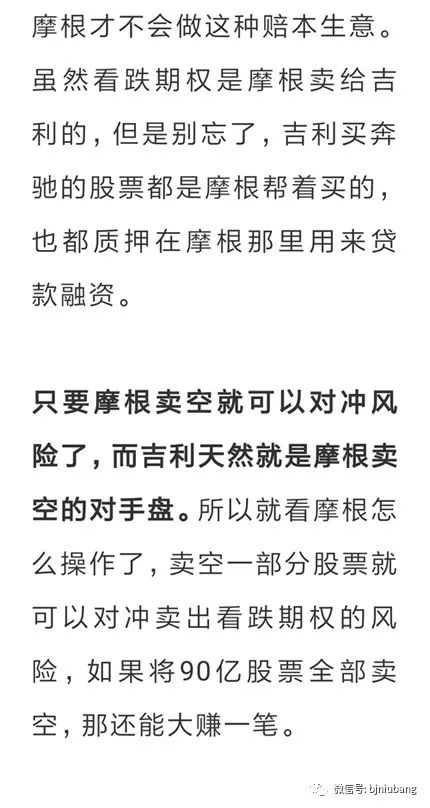 摩根才不会做这种赔本生意。
虽然看跌期权是摩根卖给吉
利的，但是别忘了，吉利买奔
驰的股票都是摩根帮着买的，
也都质押在摩根那里用来贷
款融资。
只要摩根卖空就可以对冲风
险了，而吉利天然就是摩根卖
空的对手盘。所以就看摩根怎
么操作了，卖空一部分股票就
可以对冲卖出看跌期权的风
险，如果将90亿股票全部卖
空，那还能大赚一笔。
微信号: bjniubang